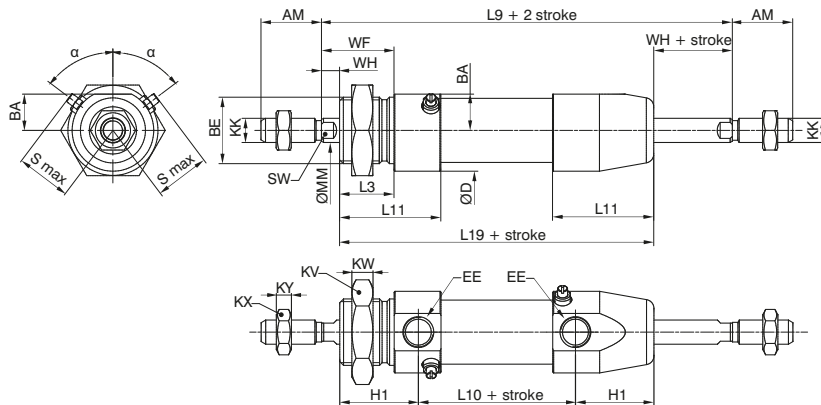 AM
L9 + 2 stroke
AM
α
α
WF
WH + stroke
WH
BA
BA
BE
KK
KK
S max
S max
SW
ØMM
L3
ØD
L11
L11
L19 + stroke
KW
KV
EE
EE
KY
KX
H1
L10 + stroke
H1